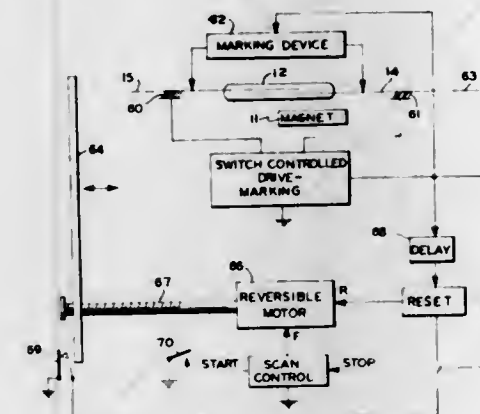 62
MARKING DEVICE
15
12
14
63
60
61
11
MAGNET
64
SWITCH CONTROLLED
DRIVE-
MARKING
68
DELAY
66
67
REVERSIBLE
MOTOR
R
RESET
F
69
70
START
SCAN
CONTROL
STOP